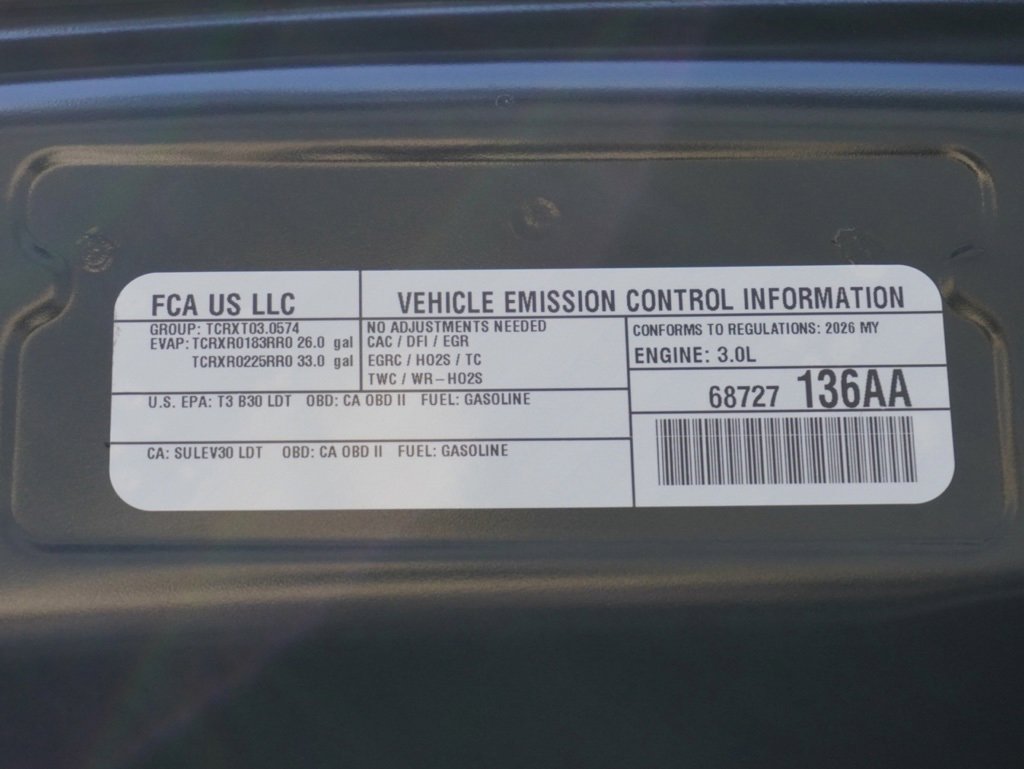 FCA US LLC
VEHICLE EMISSION CONTROL INFORMATION
GROUP: TCRXT03.0574
EVAP: TCRXR0183RR0 26.0 gal
TCRXR0225RR0 33.0 gal
NO ADJUSTMENTS NEEDED
CAC / DFI / EGR
EGRC / HO2S / TC
TWC / WR-HO2S
CONFORMS TO REGULATIONS: 2026 MY
ENGINE: 3.0L
68727 136AA
U.S. EPA: T3 B30 LDT OBD: CA OBD II FUEL: GASOLINE
CA: SULEV30 LDT OBD: CA OBD II FUEL: GASOLINE